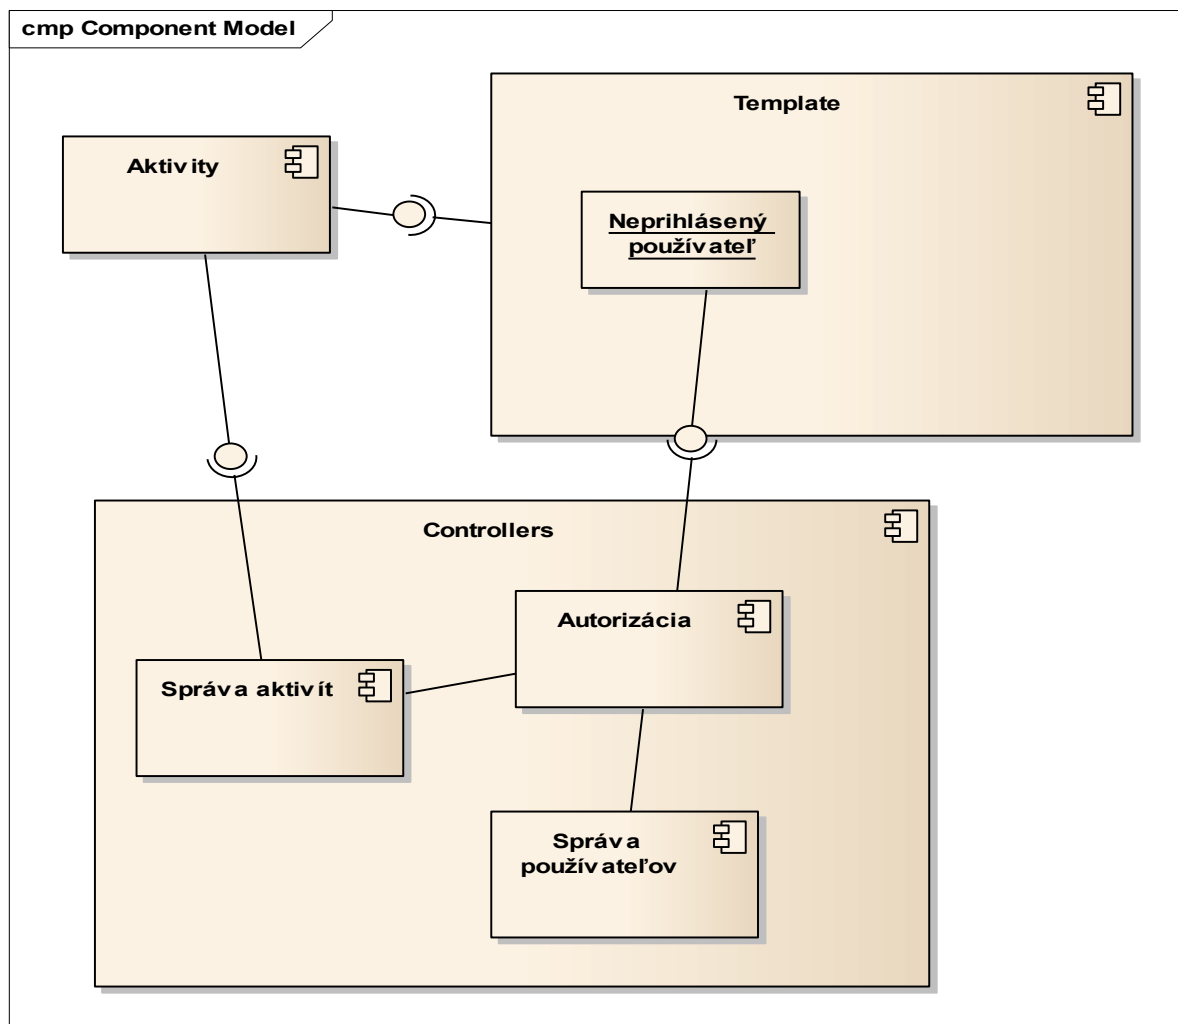 cmp Component Model
Template
Aktivity
Neprihlásený
používateľ
Controllers
Autorizácia
Správa aktivít
Správa
používateľov